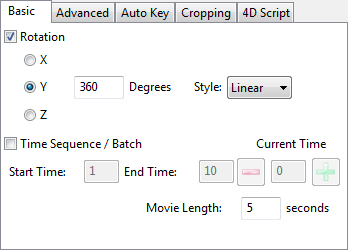 Basic Advanced Auto Key Cropping 4D Script
Rotation
X
Y 360 Degrees Style: Linear
Z
Time Sequence / Batch Current Time
Start Time: 1 End Time: 10 0
Movie Length: 5 seconds